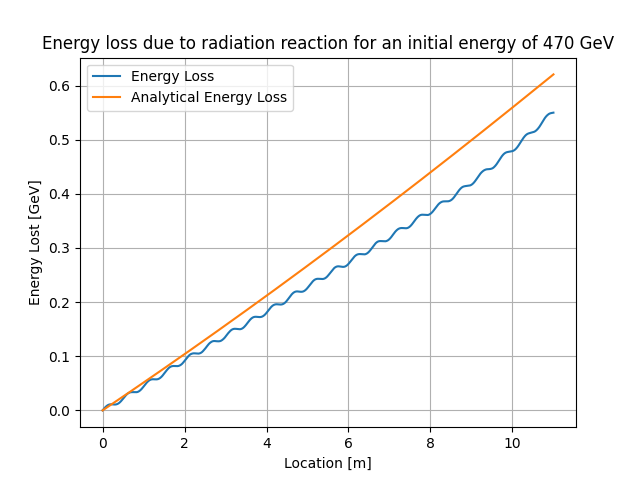 Energy loss due to radiation reaction for an initial energy of 470 GeV
Energy Loss
Analytical Energy Loss
Energy Lost [GeV]
0.6
0.5
0.4
0.3
0.2
0.1
0.0
0 2 4 6 8 10
Location [m]